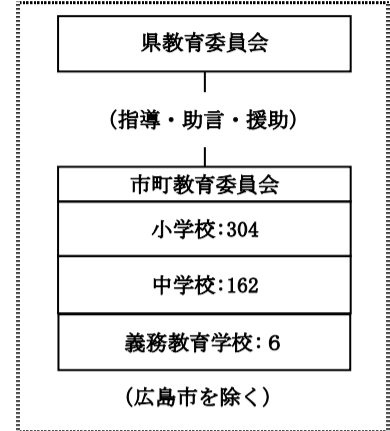 県教育委員会
(指導・助言・援助)
市町教育委員会
小学校:304
中学校:162
義務教育学校:6
(広島市を除く)